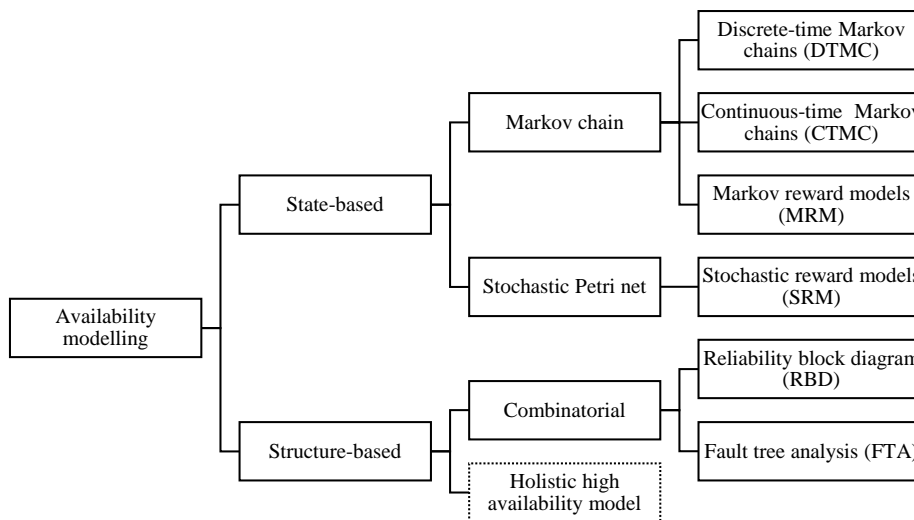 Discrete-time Markov
chains (DTMC)
Markov chain
Continuous-time Markov
chains (CTMC)
State-based
Markov reward models
(MRM)
Stochastic Petri net
Stochastic reward models
(SRM)
Availability
modelling
Reliability block diagram
(RBD)
Combinatorial
Structure-based
Fault tree analysis (FTA)
Holistic high
availability model